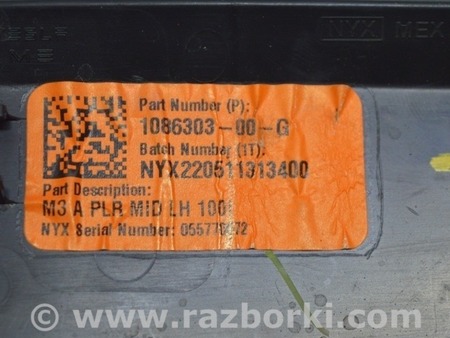 NYX MEX
Part Number (P):
1086303-00-G
Batch Number (1T):
NYX220511313400
Part Description:
M3 A PLR MID LH 100
NYX Serial Number:
© www.razborki.com